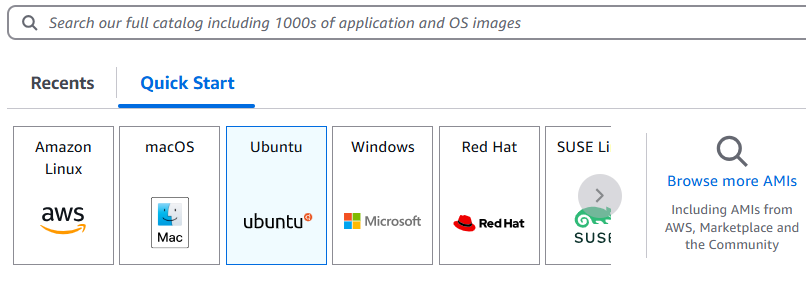 Search our full catalog including 1000s of application and OS images
Recents
Quick Start
Amazon
Linux
aws
macOS
Mac
Ubuntu
ubuntu
Windows
Microsoft
Red Hat
Red Hat
SUSE Li
SUSE
Browse more AMIs
Including AMIs from
AWS, Marketplace and
the Community